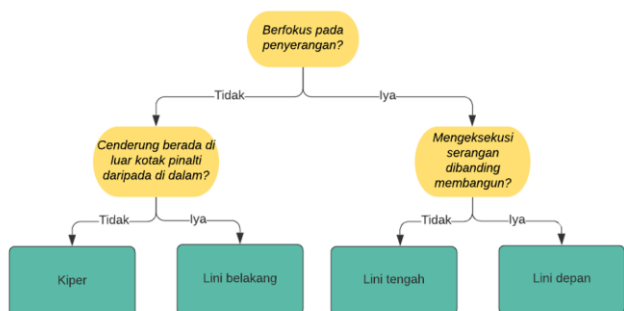 Berfokus pada
penyerangan?
Tidak
Iya
Cenderung berada di
luar kotak pinalti
daripada di dalam?
Mengeksekusi
serangan
dibanding
membangun?
Tidak
Iya
Tidak
Iya
Kiper
Lini belakang
Lini tengah
Lini depan